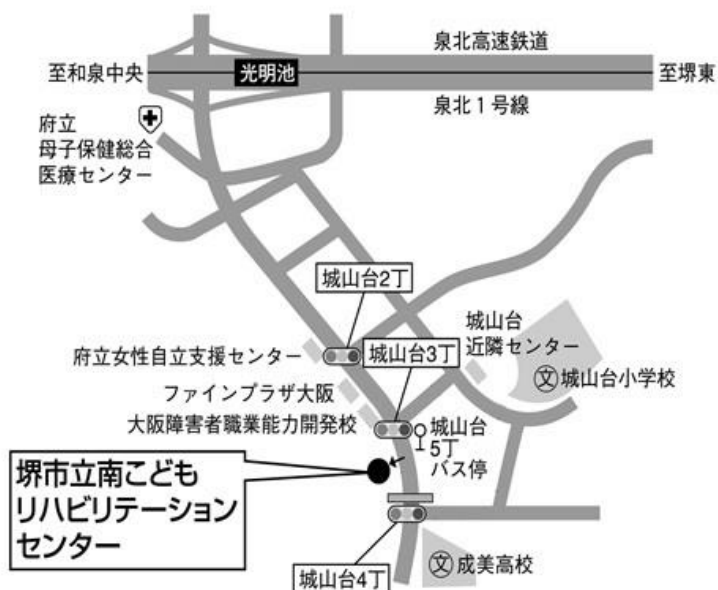 泉北高速鉄道
至和泉中央
光明池
至堺東
泉北1号線
府立
母子保健総合
医療センター
城山台2丁
城山台
近隣センター
府立女性自立支援センター
城山台3丁
文城山台小学校
ファインプラザ大阪
大阪障害者職業能力開発校
城山台
5丁
バス停
堺市立南こども
リハビリテーション
センター
文成美高校
城山台4丁